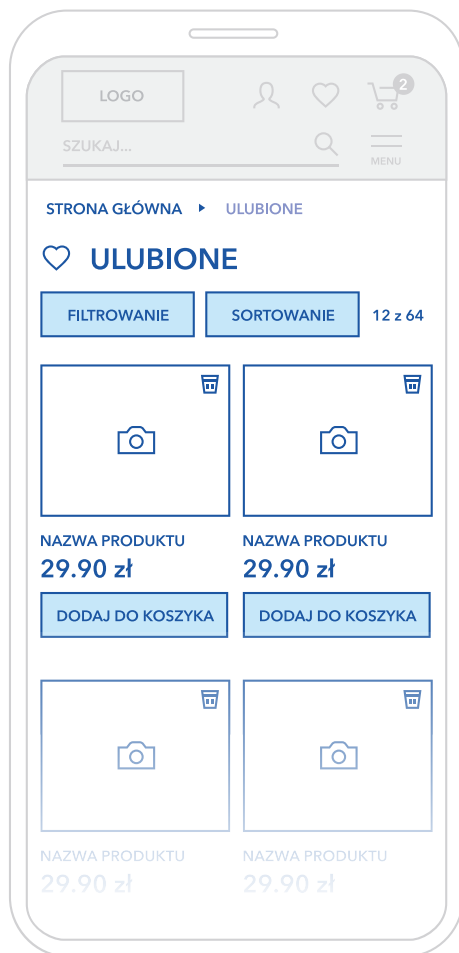 LOGO
2
SZUKAJ...
MENU
STRONA GŁÓWNA ULUBIONE
ULUBIONE
FILTROWANIE SORTOWANIE 12 z 64
NAZWA PRODUKTU NAZWA PRODUKTU
29.90 zł 29.90 zł
DODAJ DO KOSZYKA DODAJ DO KOSZYKA
NAZWA PRODUKTU NAZWA PRODUKTU
29.90 zł 29.90 zł